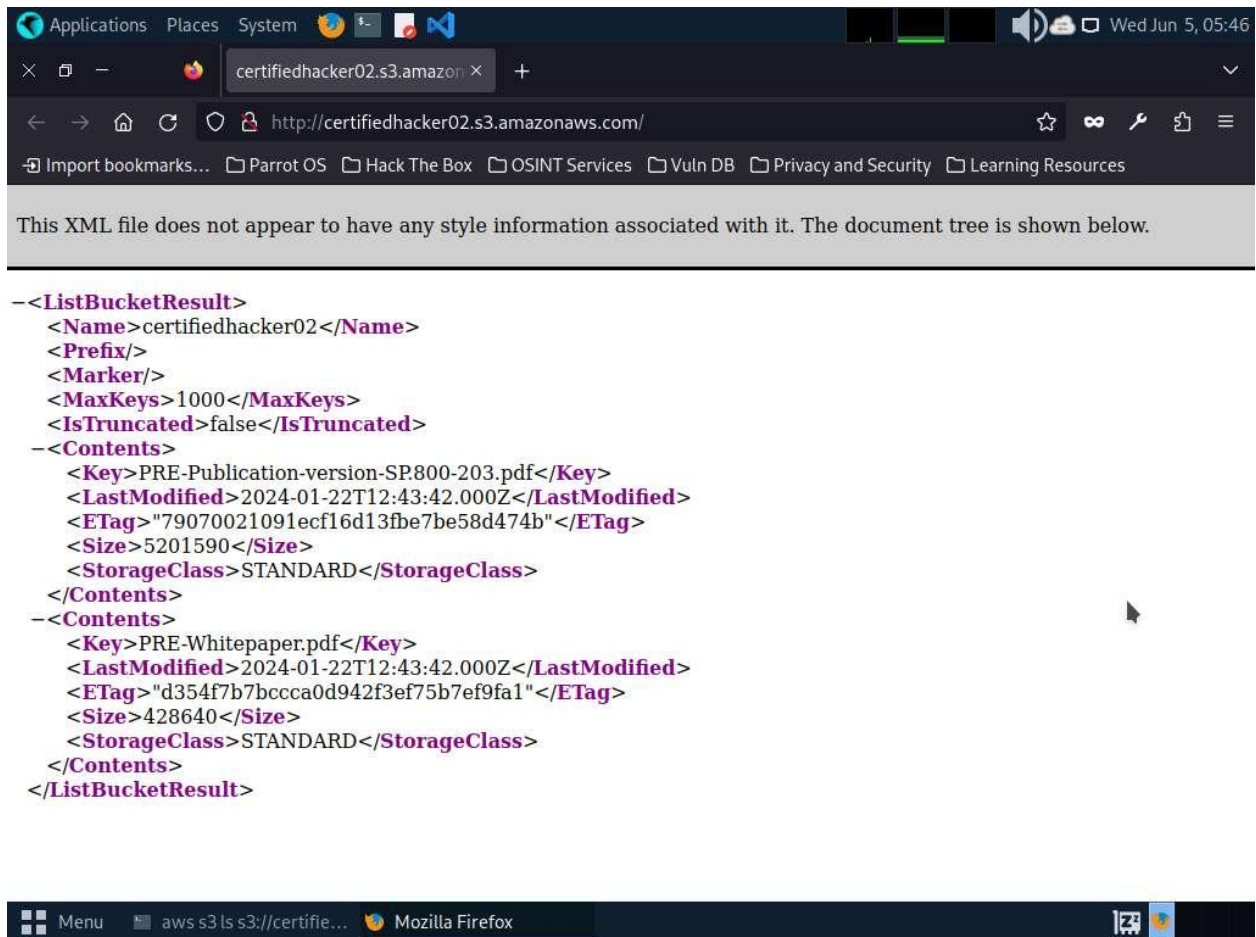 Applications Places System Wed Jun 5, 05:46
certifiedhacker02.s3.amazon
http://certifiedhacker02.s3.amazonaws.com/
Import bookmarks... Parrot OS Hack The Box OSINT Services Vuln DB Privacy and Security Learning Resources
This XML file does not appear to have any style information associated with it. The document tree is shown below.
−<ListBucketResult>
<Name>certifiedhacker02</Name>
<Prefix/>
<Marker/>
<MaxKeys>1000</MaxKeys>
<IsTruncated>false</IsTruncated>
−<Contents>
<Key>PRE-Publication-version-SP.800-203.pdf</Key>
<LastModified>2024-01-22T12:43:42.000Z</LastModified>
<ETag>"79070021091ecf16d13fbe7be58d474b"</ETag>
<Size>5201590</Size>
<StorageClass>STANDARD</StorageClass>
</Contents>
−<Contents>
<Key>PRE-Whitepaper.pdf</Key>
<LastModified>2024-01-22T12:43:42.000Z</LastModified>
<ETag>"d354f7b7bccca0d942f3ef75b7ef9fa1"</ETag>
<Size>428640</Size>
<StorageClass>STANDARD</StorageClass>
</Contents>
</ListBucketResult>
Menu aws s3 ls s3://certifie... Mozilla Firefox